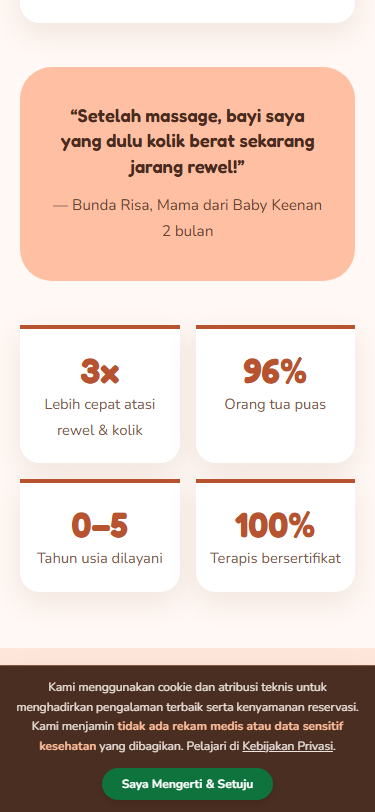 “Setelah massage, bayi saya
yang dulu kolik berat sekarang
jarang rewel!”
— Bunda Risa, Mama dari Baby Keenan
2 bulan
3x
Lebih cepat atasi
rewel & kolik
96%
Orang tua puas
0–5
Tahun usia dilayani
100%
Terapis bersertifikat
Kami menggunakan cookie dan atribusi teknis untuk
menghadirkan pengalaman terbaik serta kenyamanan reservasi.
Kami menjamin tidak ada rekam medis atau data sensitif
kesehatan yang dibagikan. Pelajari di Kebijakan Privasi.
Saya Mengerti & Setuju